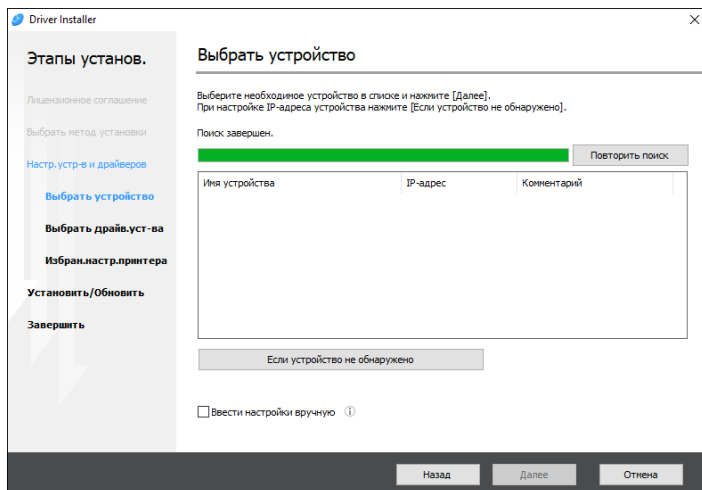 Driver Installer
Этапы установ.
Лицензионное соглашение
Выбрать метод установки
Настр.устр-в и драйверов
Выбрать устройство
Выбрать драйв.уст-ва
Избран.настр.принтера
Установить/Обновить
Завершить
Выбрать устройство
Выберите необходимое устройство в списке и нажмите [Далее].
При настройке IP-адреса устройства нажмите [Если устройство не обнаружено].
Поиск завершен.
Повторить поиск
Имя устройства IP-адрес Комментарий
Если устройство не обнаружено
Ввести настройки вручную
Назад Далее Отмена